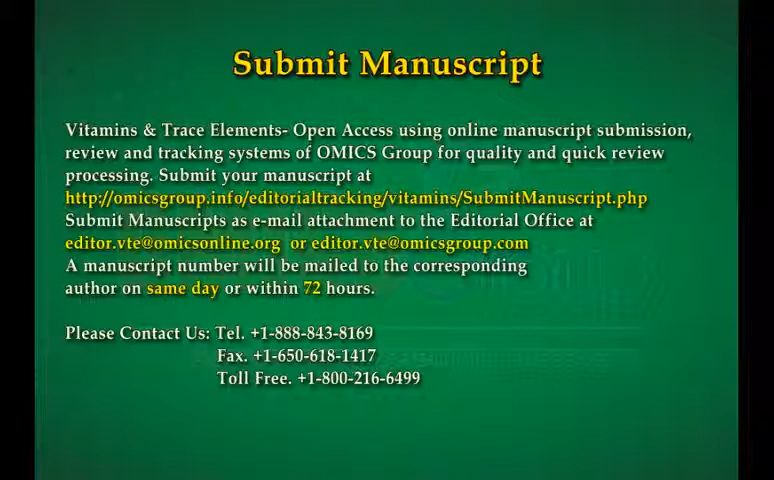 Submit Manuscript
Vitamins & Trace Elements- Open Access using online manuscript submission,
review and tracking systems of OMICS Group for quality and quick review
processing. Submit your manuscript at
http://omicsgroup.info/editorialtracking/vitamins/SubmitManuscript.php
Submit Manuscripts as e-mail attachment to the Editorial Office at
editor.vte@omicsonline.org or editor.vte@omicsgroup.com
A manuscript number will be mailed to the corresponding
author on same day or within 72 hours.
Please Contact Us: Tel. +1-888-843-8169
Fax. +1-650-618-1417
Toll Free. +1-800-216-6499